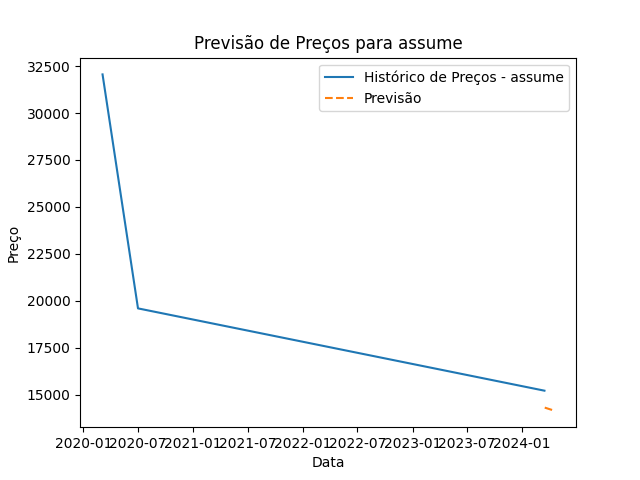 Previsão de Preços para assume
Histórico de Preços - assume
Previsão
32500
30000
27500
25000
22500
20000
17500
15000
Preço
2020-01 2020-07 2021-01 2021-07 2022-01 2022-07 2023-01 2023-07 2024-01
Data